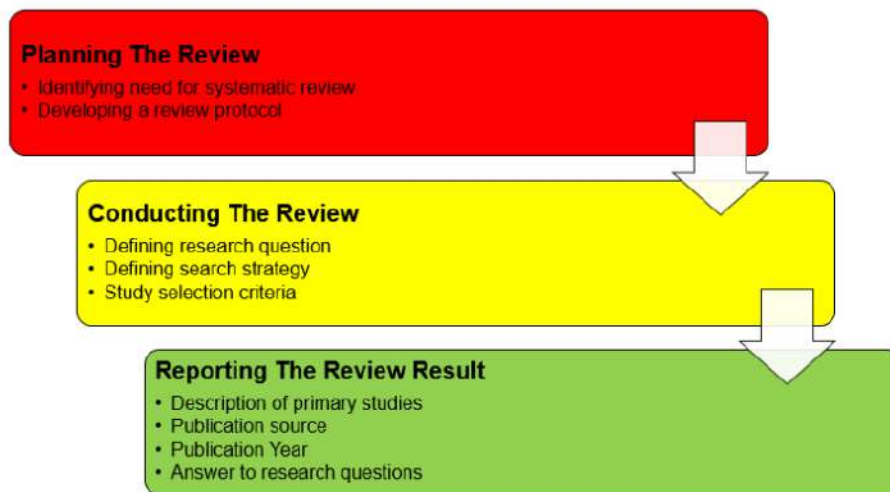 Planning The Review
• Identifying need for systematic review
• Developing a review protocol
Conducting The Review
• Defining research question
• Defining search strategy
• Study selection criteria
Reporting The Review Result
• Description of primary studies
• Publication source
• Publication Year
• Answer to research questions